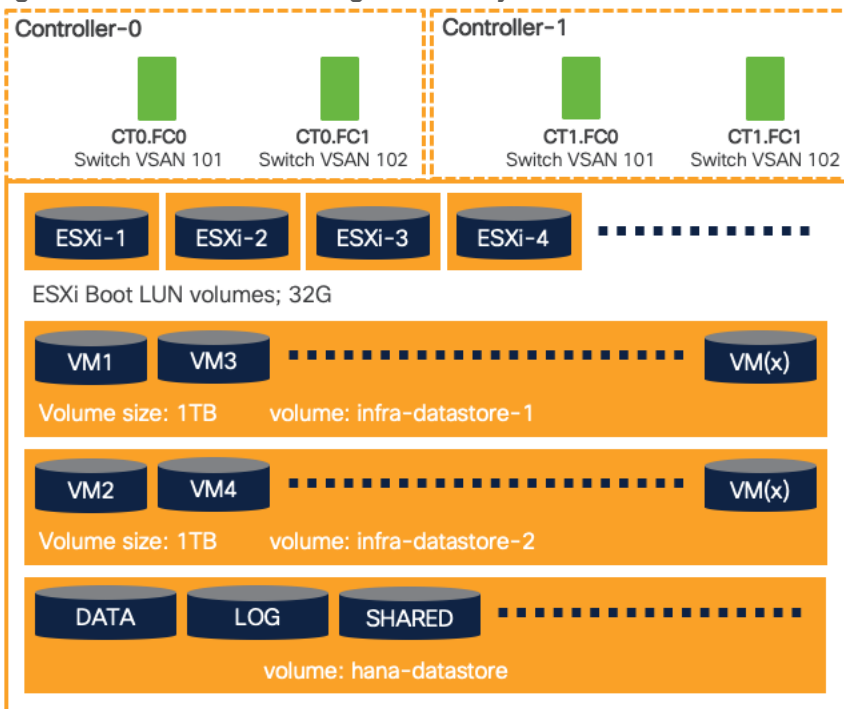 Controller-0
Controller-1
CT0.FC0
CT0.FC1
CT1.FC0
CT1.FC1
Switch VSAN 101
Switch VSAN 102
Switch VSAN 101
Switch VSAN 102
ESXi-1
ESXi-2
ESXi-3
ESXi-4
ESXi Boot LUN volumes; 32G
VM1
VM3
VM(x)
Volume size: 1TB
volume: infra-datastore-1
VM2
VM4
VM(x)
Volume size: 1TB
volume: infra-datastore-2
DATA
LOG
SHARED
volume: hana-datastore